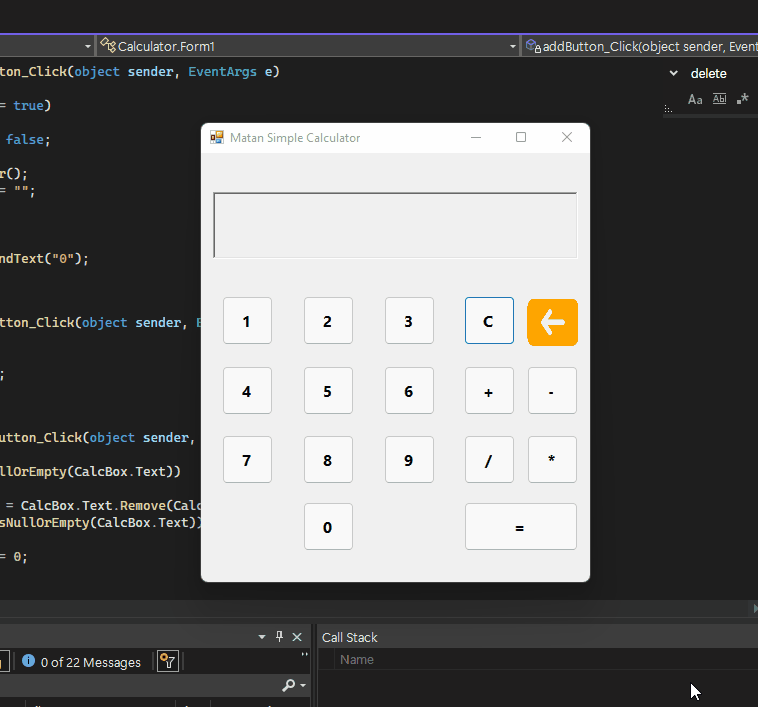 Calculator.Form1
addButton_Click(object sender, Event
ton_Click(object sender, EventArgs e)
delete
= true)
Aa Ab .*
false;
Matan Simple Calculator
r();
= "";
ndText("0");
1 2 3 C
tton_Click(object sender, E
;
4 5 6 + -
utton_Click(object sender,
7 8 9 / *
llOrEmpty(CalcBox.Text))
= CalcBox.Text.Remove(Calc
sNullOrEmpty(CalcBox.Text))
0 =
= 0;
Call Stack
0 of 22 Messages
Name